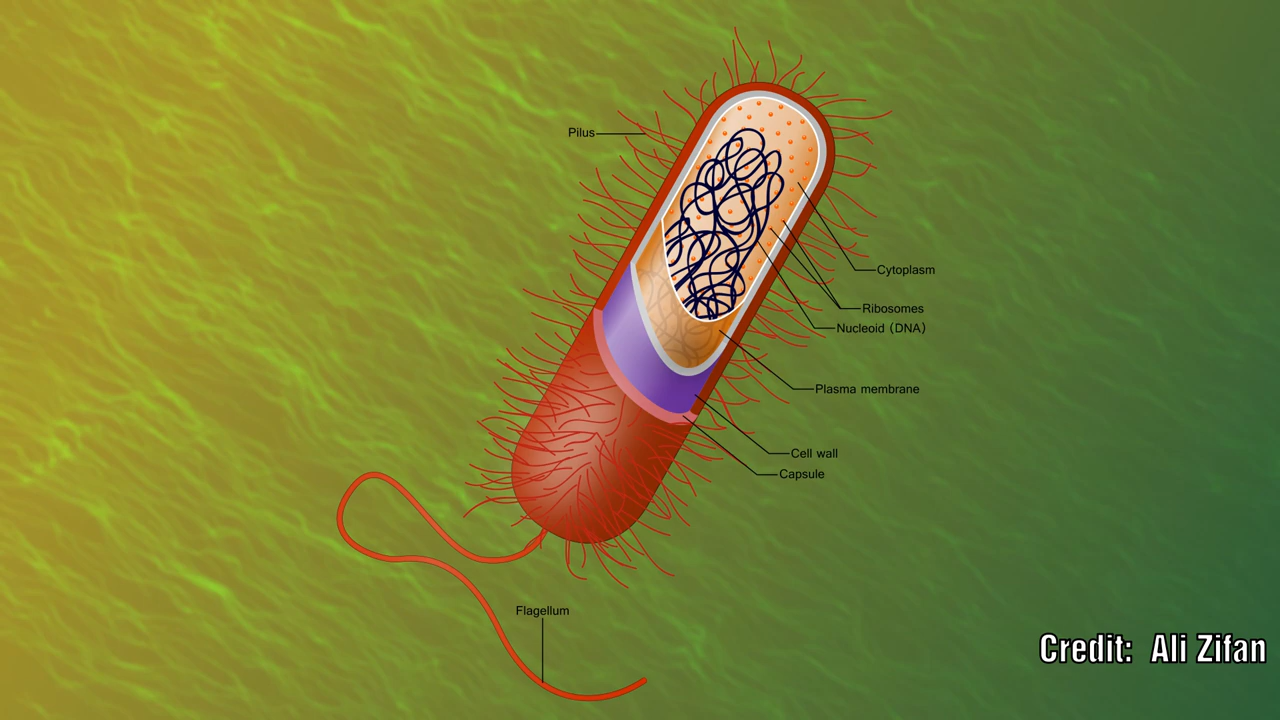 Pilus
Cytoplasm
Ribosomes
Nucleoid (DNA)
Plasma membrane
Cell wall
Capsule
Flagellum
Credit: Ali Zifan